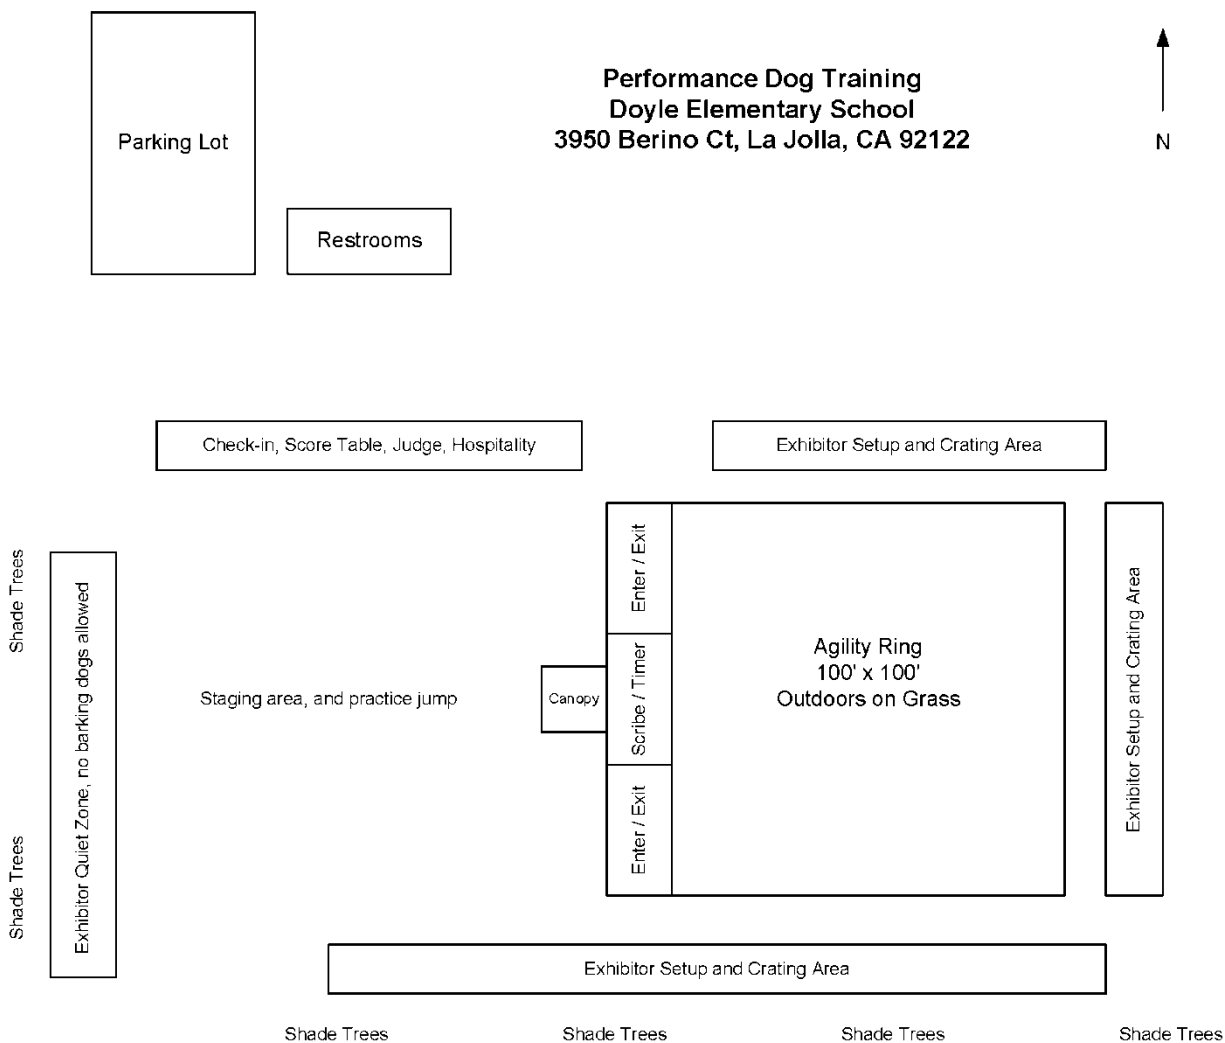 Performance Dog Training
Doyle Elementary School
3950 Berino Ct, La Jolla, CA 92122
N
Parking Lot
Restrooms
Check-in, Score Table, Judge, Hospitality
Exhibitor Setup and Crating Area
Shade Trees
Shade Trees
Exhibitor Quiet Zone, no barking dogs allowed
Staging area, and practice jump
Canopy
Enter / Exit
Scribe / Timer
Enter / Exit
Agility Ring
100' x 100'
Outdoors on Grass
Exhibitor Setup and Crating Area
Exhibitor Setup and Crating Area
Shade Trees
Shade Trees
Shade Trees
Shade Trees